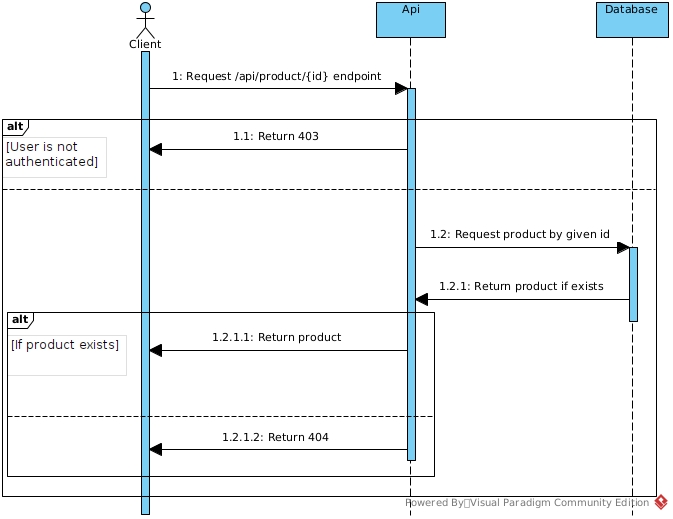 Api
Database
Client
1: Request /api/product/{id} endpoint
alt
1.1: Return 403
[User is not
authenticated]
1.2: Request product by given id
1.2.1: Return product if exists
alt
1.2.1.1: Return product
[If product exists]
1.2.1.2: Return 404
Powered By Visual Paradigm Community Edition